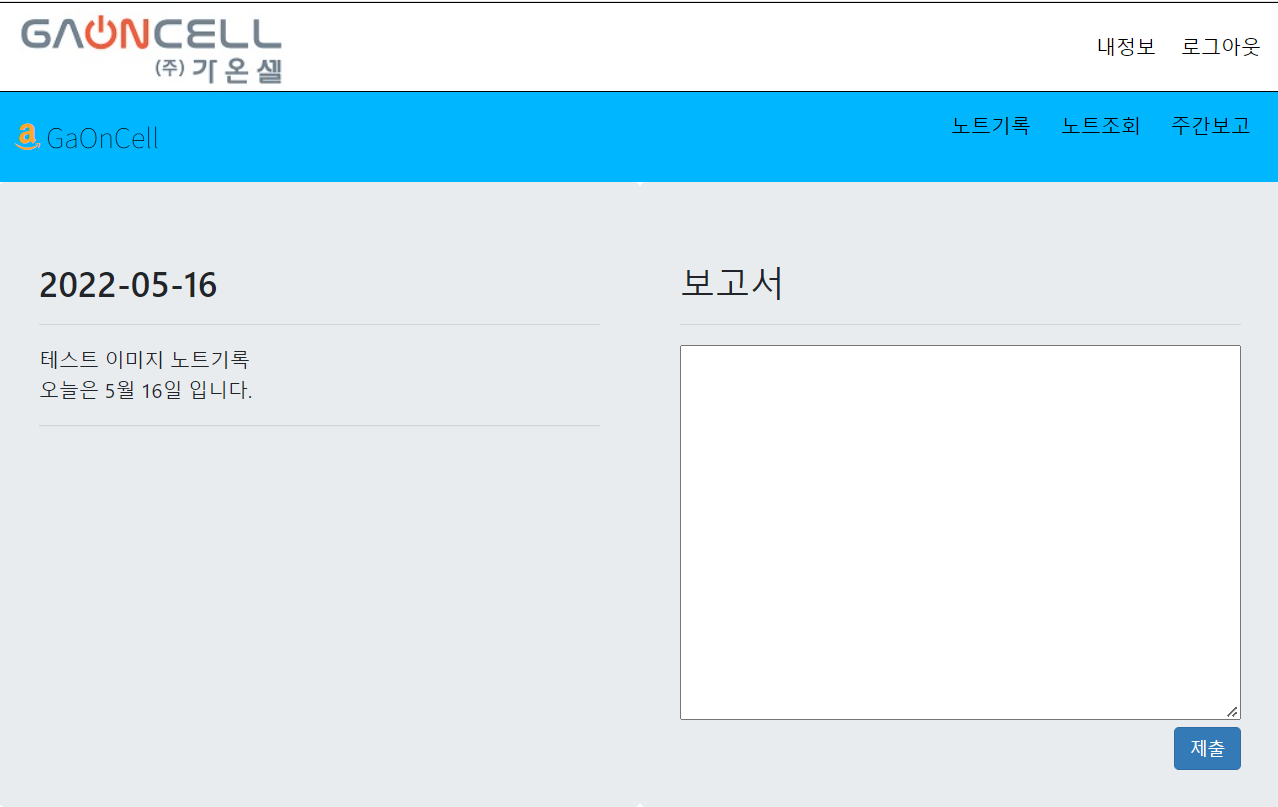 GAONCELL
(주) 가온셀
내정보 로그아웃
GaOnCell
노트기록 노트조회 주간보고
2022-05-16
테스트 이미지 노트기록
오늘은 5월 16일 입니다.
보고서
제출